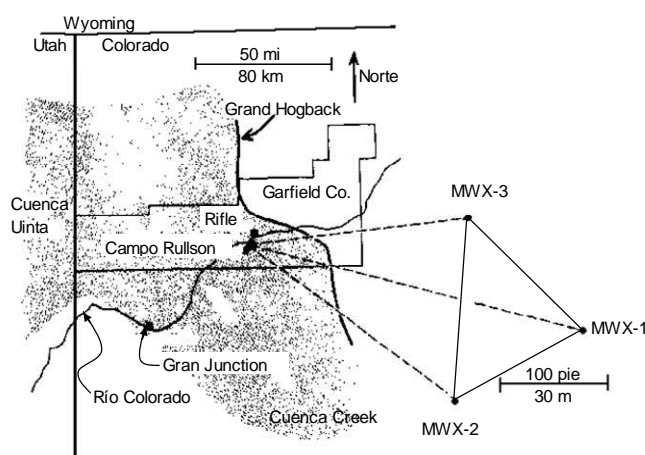 Wyoming
Utah
Colorado
50 mi
80 km
Norte
Grand Hogback
Garfield Co.
Cuenca
Uinta
Rifle
Campo Rullson
MWX-3
MWX-1
100 pie
30 m
MWX-2
Gran Junction
Río Colorado
Cuenca Creek